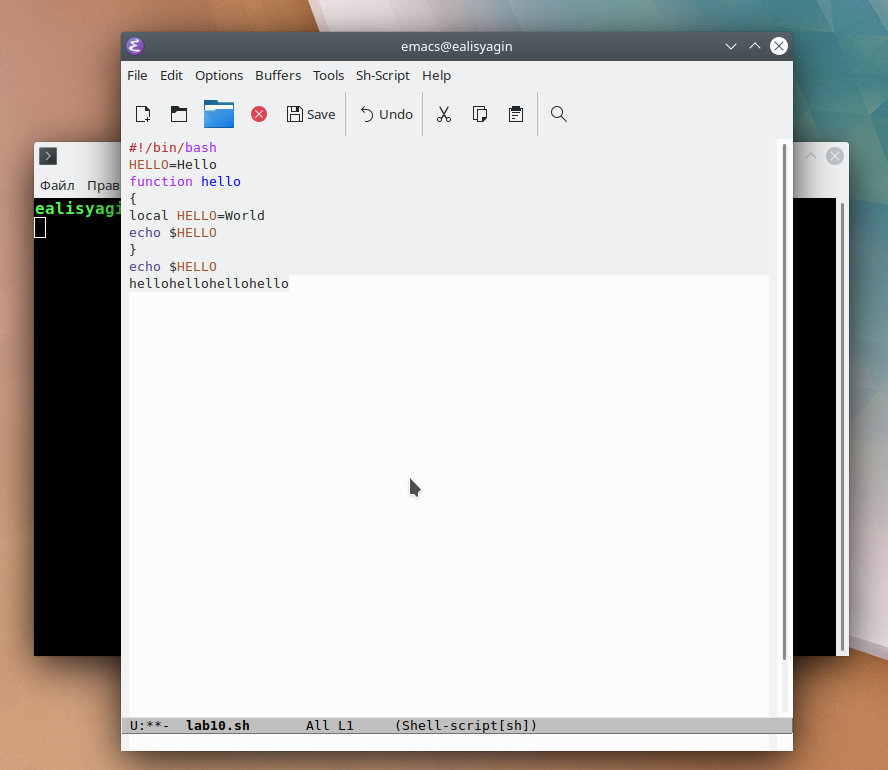 emacs@ealisyagin
File Edit Options Buffers Tools Sh-Script Help
Save Undo
Файл Прав
ealisyagi
#!/bin/bash
HELLO=Hello
function hello
{
local HELLO=World
echo $HELLO
}
echo $HELLO
hellohellohellohello
U:**- lab10.sh All L1 (Shell-script[sh])